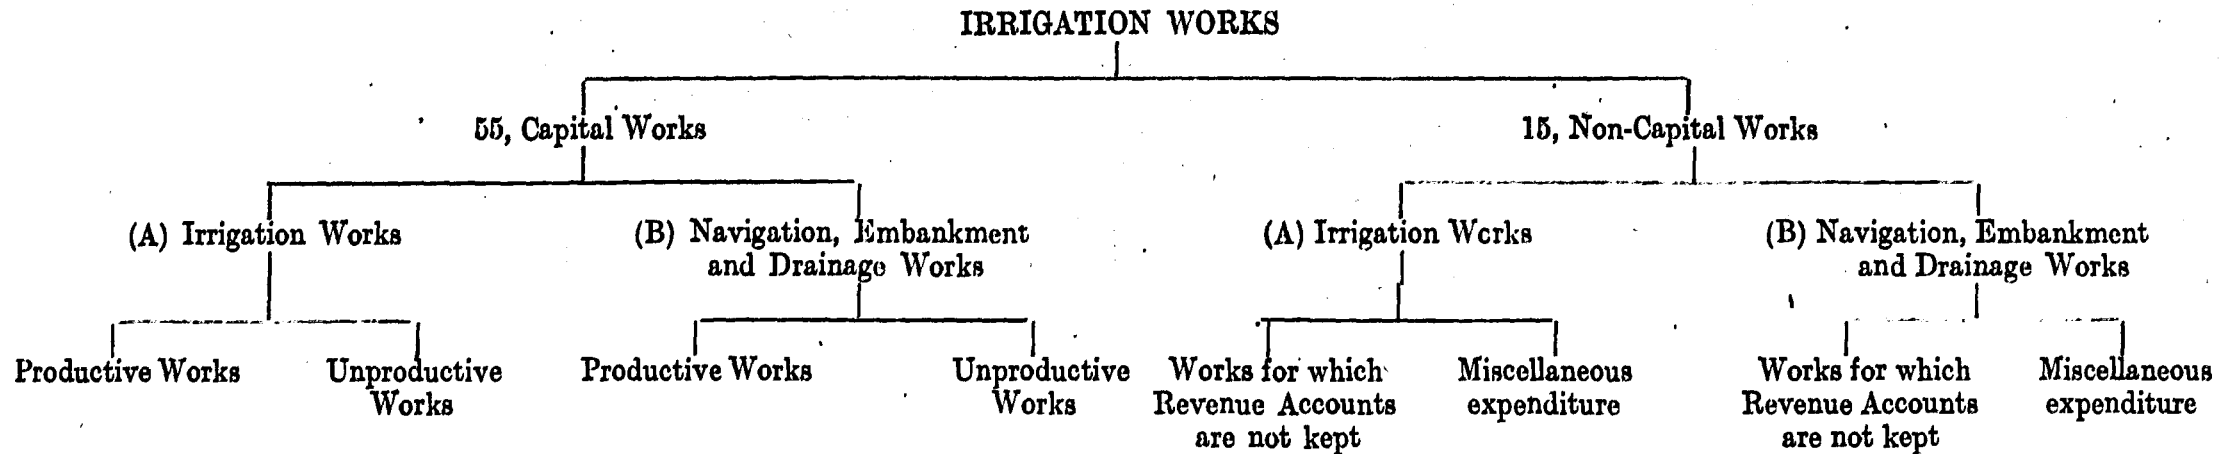 IRRIGATION WORKS
55, Capital Works
15, Non-Capital Works
(A) Irrigation Works
(B) Navigation, Embankment
and Drainage Works
(A) Irrigation Works
(B) Navigation, Embankment
and Drainage Works
Productive Works
Unproductive
Works
Productive Works
Unproductive
Works
Works for which
Revenue Accounts
are not kept
Miscellaneous
expenditure
Works for which
Revenue Accounts
are not kept
Miscellaneous
expenditure